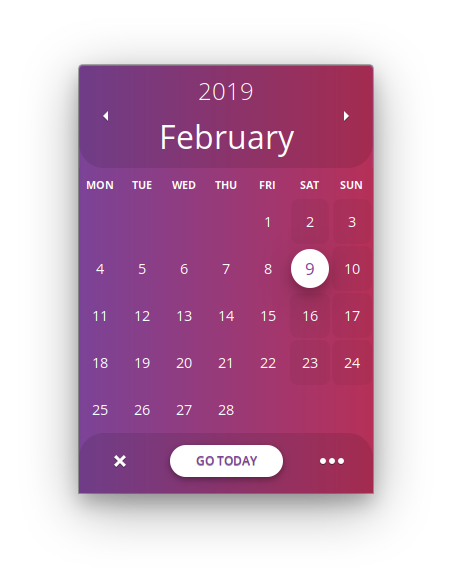 2019
February
MON TUE WED THU FRI SAT SUN
1 2 3
4 5 6 7 8 9 10
11 12 13 14 15 16 17
18 19 20 21 22 23 24
25 26 27 28
GO TODAY